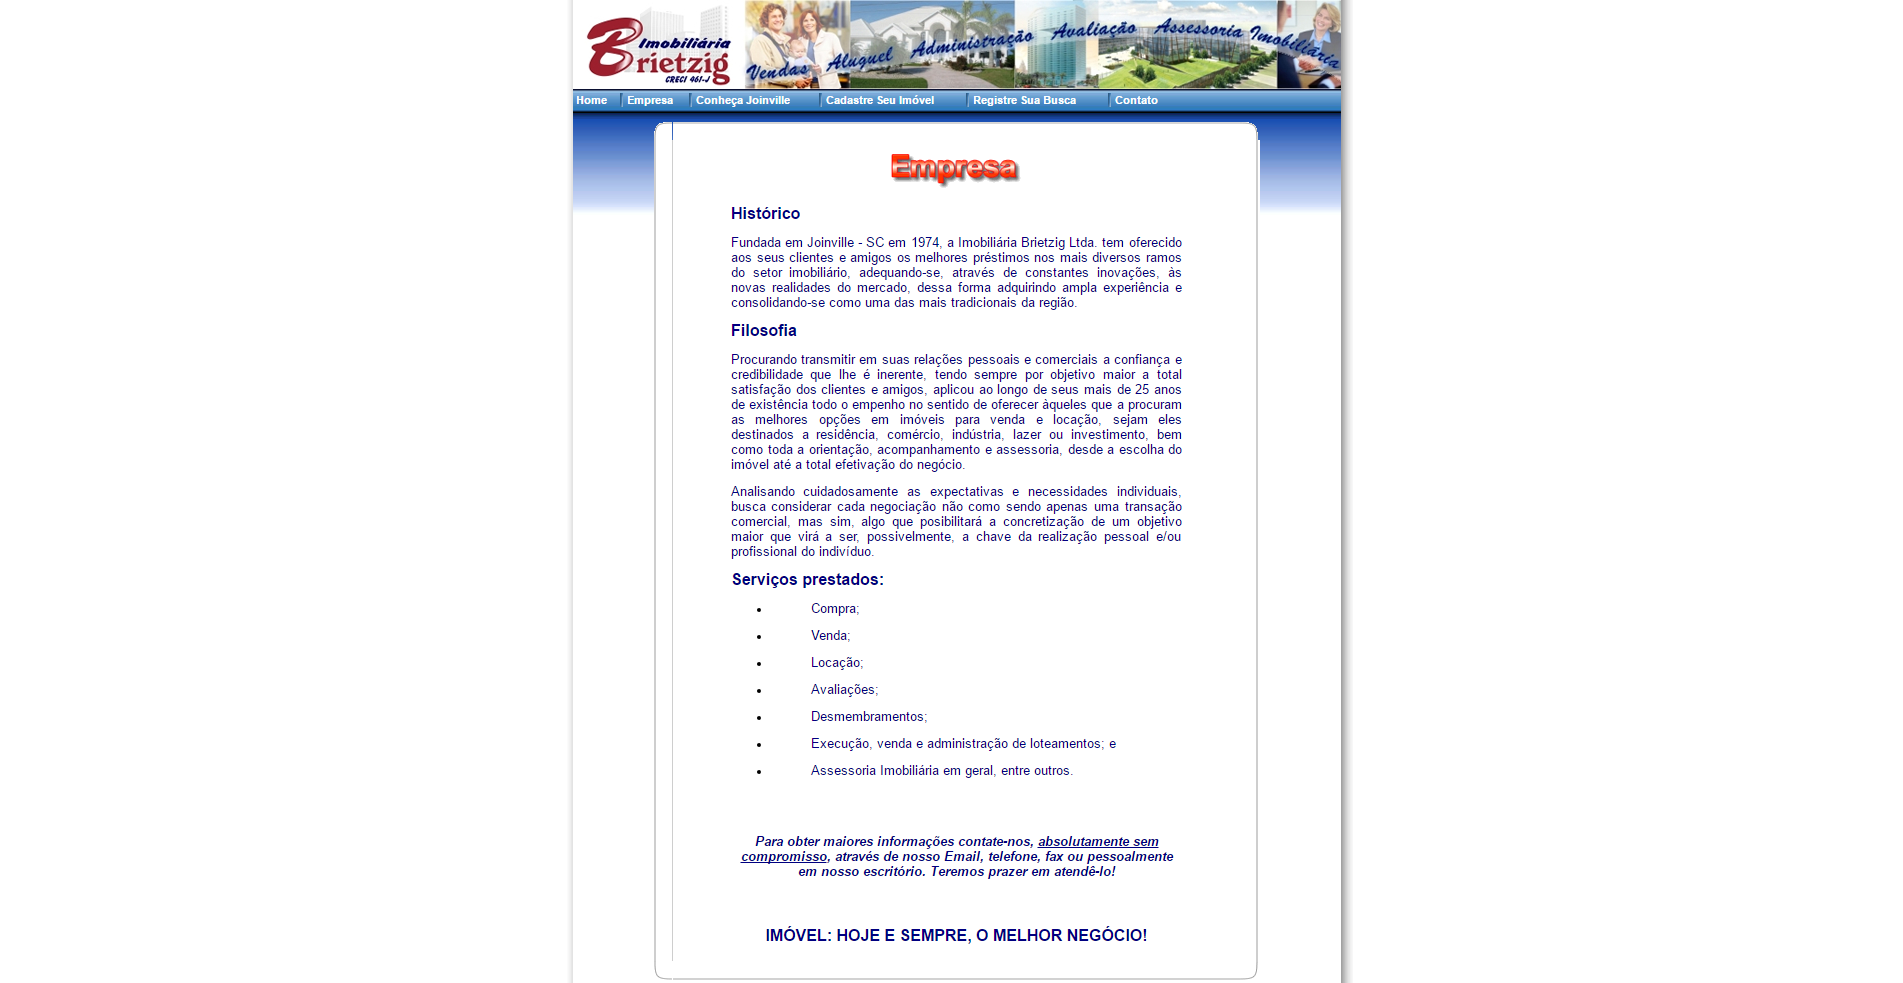 Imobiliária
Brietzig
CRECI 461-J
Vendas Aluguel Administração Avaliação Assessoria Imobiliária
Home Empresa Conheça Joinville Cadastre Seu Imóvel Registre Sua Busca Contato
Empresa
Histórico
Fundada em Joinville - SC em 1974, a Imobiliária Brietzig Ltda. tem oferecido
aos seus clientes e amigos os melhores préstimos nos mais diversos ramos
do setor imobiliário, adequando-se, através de constantes inovações, às
novas realidades do mercado, dessa forma adquirindo ampla experiência e
consolidando-se como uma das mais tradicionais da região.
Filosofia
Procurando transmitir em suas relações pessoais e comerciais a confiança e
credibilidade que lhe é inerente, tendo sempre por objetivo maior a total
satisfação dos clientes e amigos, aplicou ao longo de seus mais de 25 anos
de existência todo o empenho no sentido de oferecer àqueles que a procuram
as melhores opções em imóveis para venda e locação, sejam eles
destinados a residência, comércio, indústria, lazer ou investimento, bem
como toda a orientação, acompanhamento e assessoria, desde a escolha do
imóvel até a total efetivação do negócio.
Analisando cuidadosamente as expectativas e necessidades individuais,
busca considerar cada negociação não como sendo apenas uma transação
comercial, mas sim, algo que posibilitará a concretização de um objetivo
maior que virá a ser, possivelmente, a chave da realização pessoal e/ou
profissional do indivíduo.
Serviços prestados:
Compra;
Venda;
Locação;
Avaliações;
Desmembramentos;
Execução, venda e administração de loteamentos; e
Assessoria Imobiliária em geral, entre outros.
Para obter maiores informações contate-nos, absolutamente sem
compromisso, através de nosso Email, telefone, fax ou pessoalmente
em nosso escritório. Teremos prazer em atendê-lo!
IMÓVEL: HOJE E SEMPRE, O MELHOR NEGÓCIO!